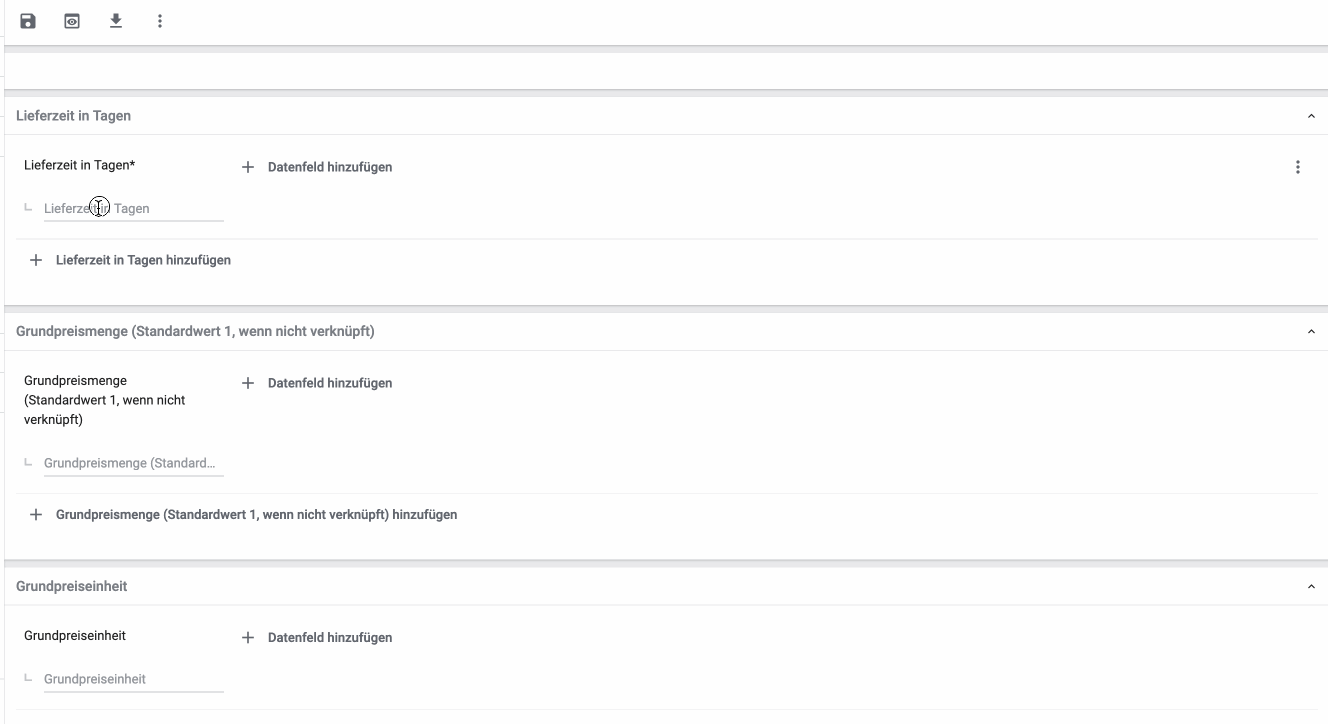 Lieferzeit in Tagen
Lieferzeit in Tagen*
Datenfeld hinzufügen
Lieferzeit in Tagen
Lieferzeit in Tagen hinzufügen
Grundpreismenge (Standardwert 1, wenn nicht verknüpft)
Grundpreismenge
(Standardwert 1, wenn nicht
verknüpft)
Datenfeld hinzufügen
Grundpreismenge (Standard...
Grundpreismenge (Standardwert 1, wenn nicht verknüpft) hinzufügen
Grundpreiseinheit
Grundpreiseinheit
Datenfeld hinzufügen
Grundpreiseinheit